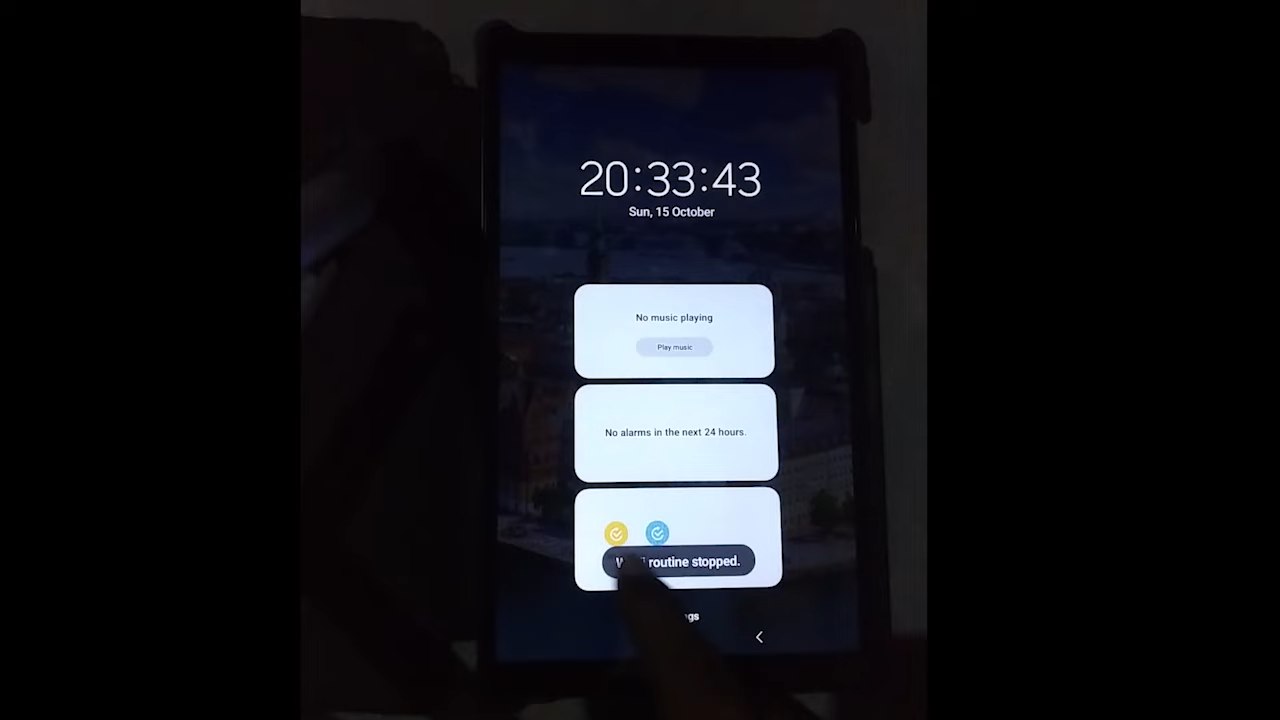 20:33:43
Sun, 15 October
No music playing
Play music
No alarms in the next 24 hours.
routine stopped.